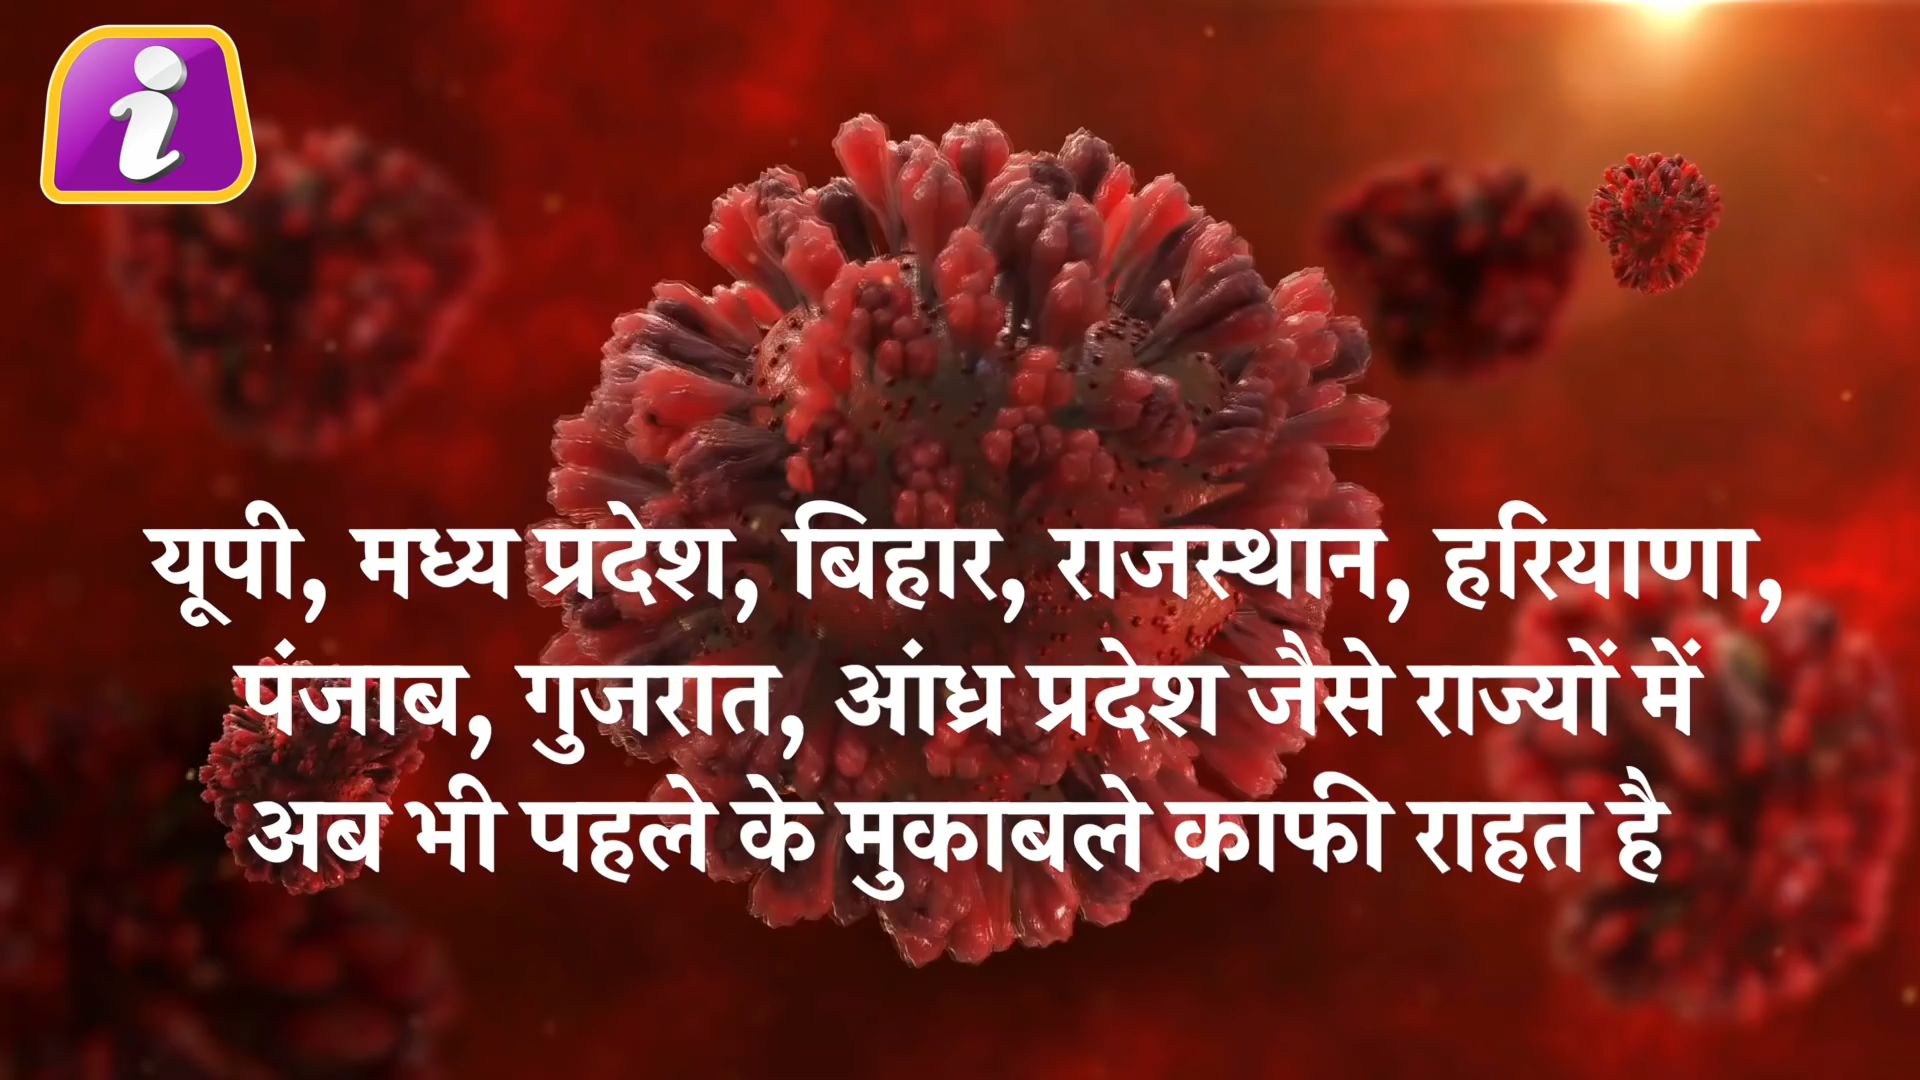 यूपी, मध्य प्रदेश, बिहार, राजस्थान, हरियाणा,
पंजाब, गुजरात, आंध्र प्रदेश जैसे राज्यों में
अब भी पहले के मुकाबले काफी राहत है